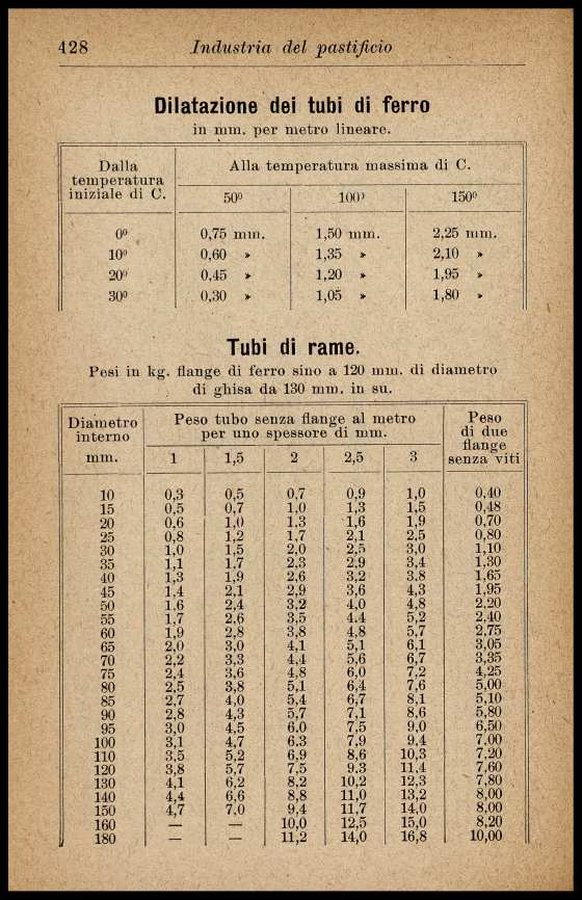 428 Industria del pastificio
Dilatazione dei tubi di ferro
in mm. per metro lineare.
Dalla temperatura iniziale di C. Alla temperatura massima di C.
50º 100º 150º
0º 0,75 mm. 1,50 mm. 2,25 mm.
10º 0,60 » 1,35 » 2,10 »
20º 0,45 » 1,20 » 1,95 »
30º 0,30 » 1,05 » 1,80 »
Tubi di rame.
Pesi in kg. flange di ferro sino a 120 mm. di diametro
di ghisa da 130 mm. in su.
Diametro interno mm. Peso tubo senza flange al metro per uno spessore di mm. Peso di due flange senza viti
1 1,5 2 2,5 3
10 0,3 0,5 0,7 0,9 1,0 0,40
15 0,5 0,7 1,0 1,3 1,5 0,48
20 0,6 1,0 1.3 1,6 1,9 0,70
25 0,8 1,2 1,7 2,1 2,5 0,80
30 1,0 1,5 2,0 2,5 3,0 1,10
35 1,1 1.7 2,3 2,9 3,4 1,30
40 1,3 1,9 2,6 3,2 3.8 1,65
45 1,4 2,1 2,9 3,6 4,3 1,95
50 1,6 2,4 3,2 4,0 4,8 2,20
55 1,7 2,6 3,5 4.4 5,2 2,40
60 1,9 2,8 3,8 4,8 5,7 2,75
65 2,0 3,0 4,1 5,1 6,1 3,05
70 2,2 3,3 4,4 5,6 6,7 3,35
75 2,4 3,6 4,8 6,0 7,2 4,25
80 2,5 3,8 5,1 6,4 7,6 5,00
85 2,7 4,0 5,4 6,7 8,1 5,10
90 2,8 4,3 5,7 7,1 8,6 5,80
95 3,0 4,5 6.0 7,5 9,0 6,50
100 3,1 4,7 6.3 7,9 9,4 7,00
110 3,5 5,2 6,9 8,6 10,3 7,20
120 3,8 5,7 7,5 9.3 11,4 7,60
130 4,1 6,2 8,2 10,2 12,3 7,80
140 4,4 6,6 8,8 11,0 13,2 8,00
150 4,7 7,0 9,4 11,7 14,0 8,00
160 — — 10,0 12,5 15,0 8,20
180 — — 11,2 14,0 16,8 10,00